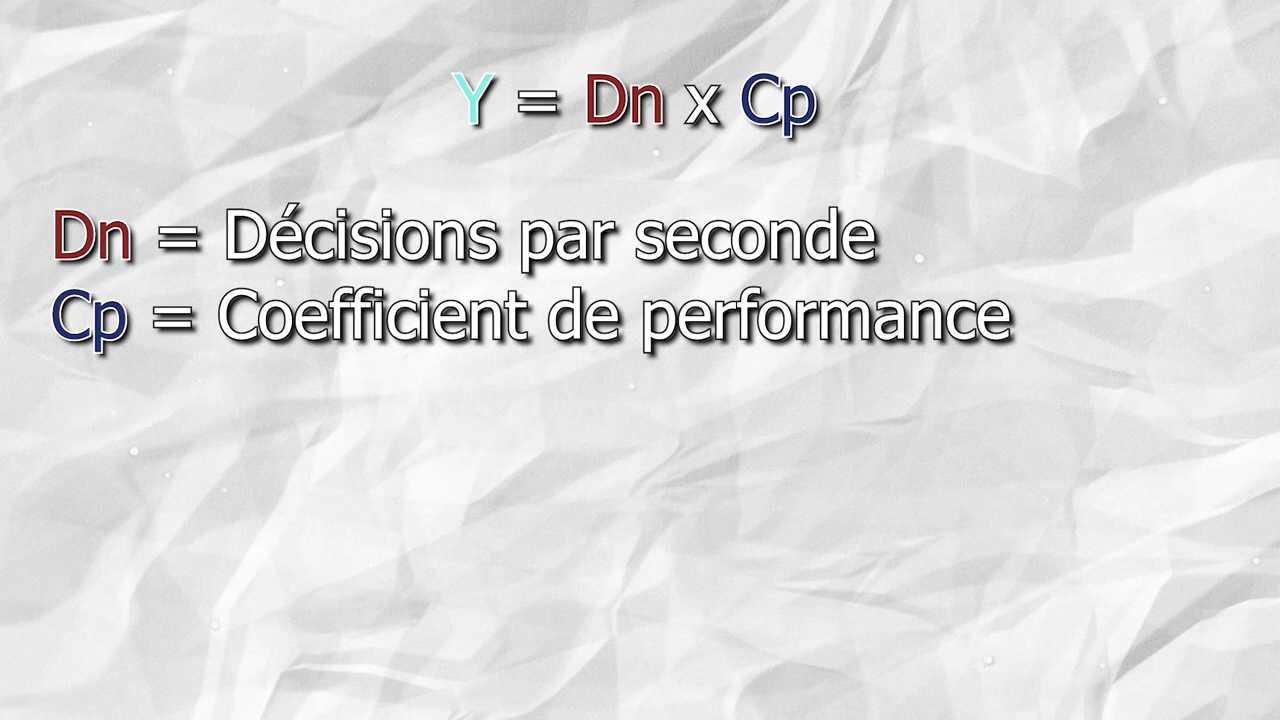 Y = Dn x Cp
Dn = Décisions par seconde
Cp = Coefficient de performance